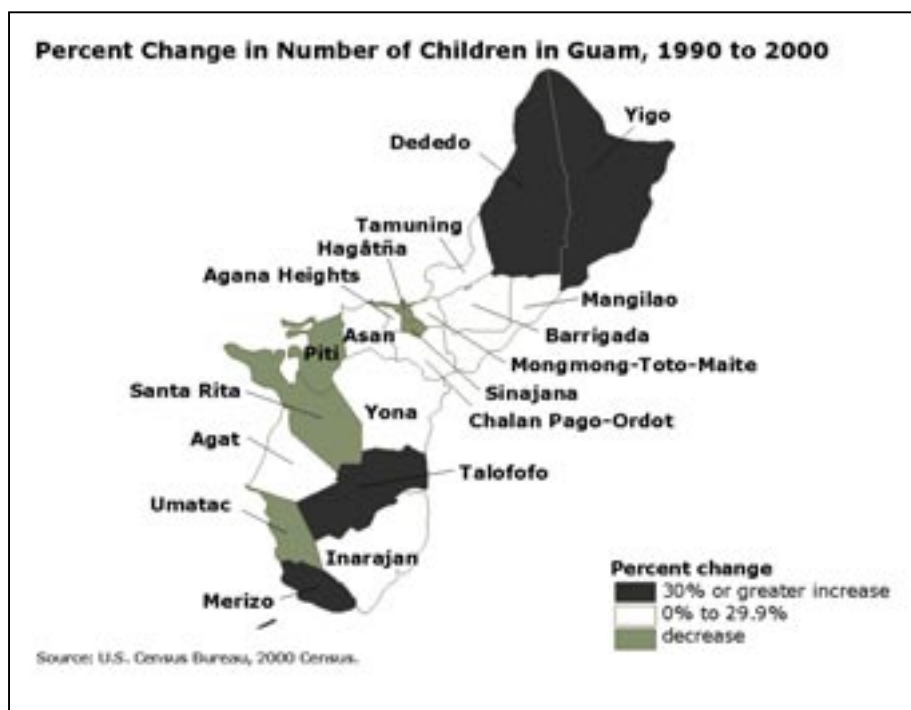 Percent Change in Number of Children in Guam, 1990 to 2000
Yigo
Dededo
Tamuning
Hagåtña
Agana Heights
Mangilao
Barrigada
Asan
Piti
Mongmong-Toto-Maite
Sinajana
Santa Rita
Yona
Chalan Pago-Ordot
Agat
Talofofo
Umatac
Inarajan
Merizo
Percent change
30% or greater increase
0% to 29.9%
decrease
Source: U.S. Census Bureau, 2000 Census.